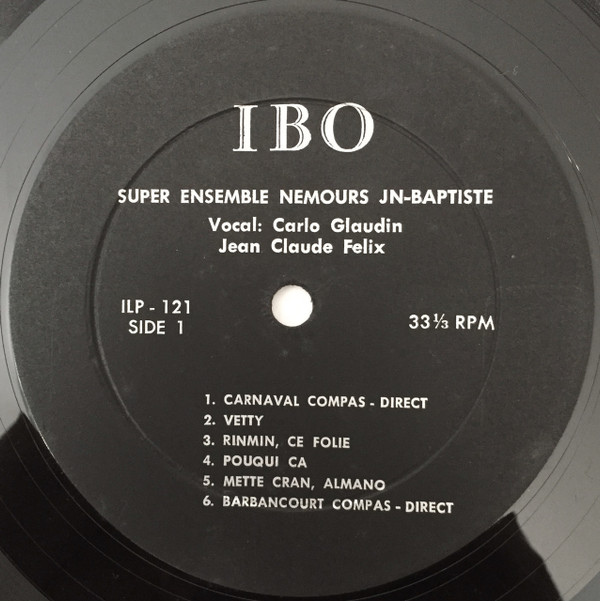 IBO
SUPER ENSEMBLE NEMOURS JN-BAPTISTE
Vocal: Carlo Glaudin
Jean Claude Felix
ILP - 121
SIDE 1
33⅓ RPM
1. CARNAVAL COMPAS - DIRECT
2. VETTY
3. RINMIN, CE FOLIE
4. POUQUI CA
5. METTE CRAN, ALMANO
6. BARBANCOURT COMPAS - DIRECT